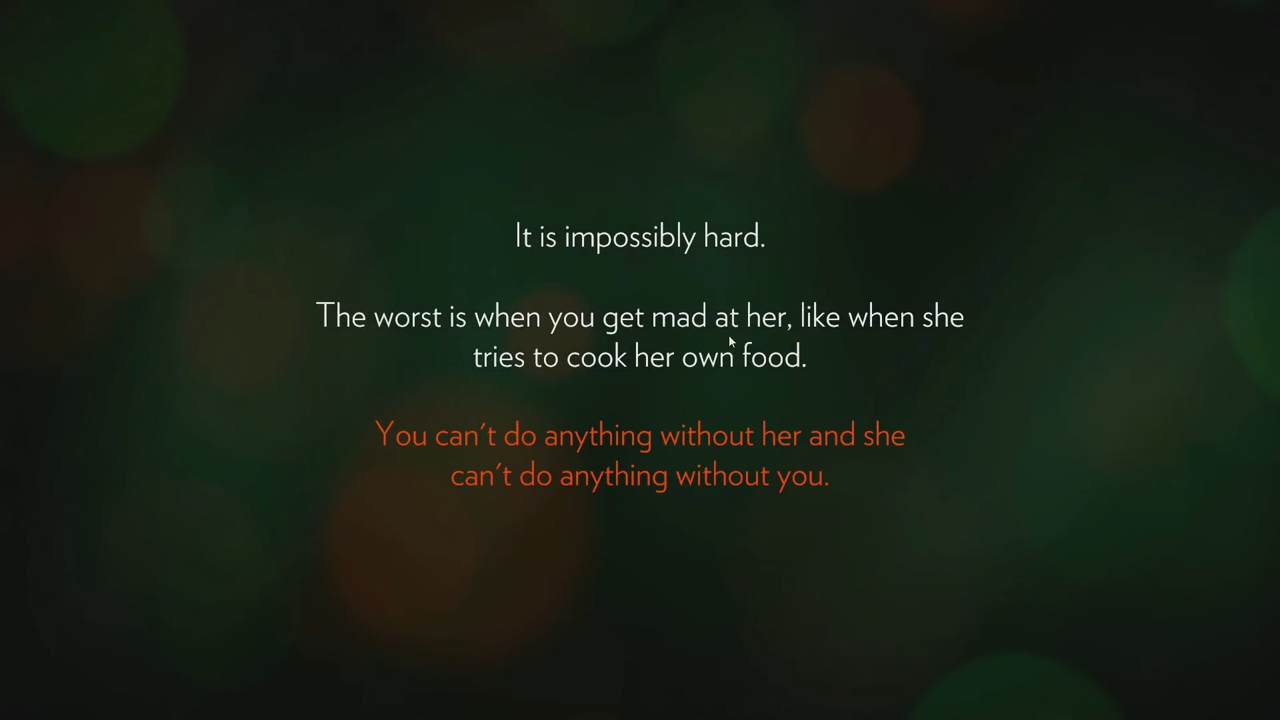 It is impossibly hard.
The worst is when you get mad at her, like when she
tries to cook her own food.
You can't do anything without her and she
can't do anything without you.